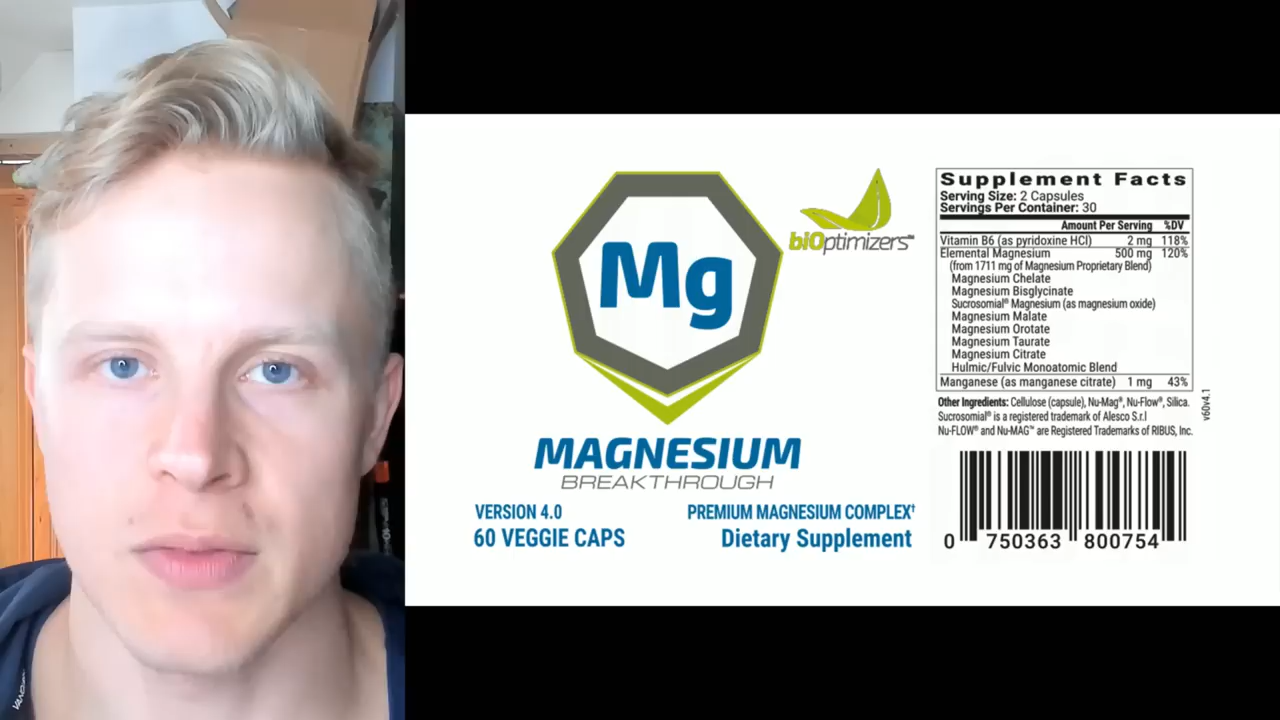 Mg
biOptimizers™
MAGNESIUM
BREAKTHROUGH
VERSION 4.0
60 VEGGIE CAPS
PREMIUM MAGNESIUM COMPLEX†
Dietary Supplement
Supplement Facts
Serving Size: 2 Capsules
Servings Per Container: 30
Amount Per Serving %DV
Vitamin B6 (as pyridoxine HCl) 2 mg 118%
Elemental Magnesium 500 mg 120%
(from 1711 mg of Magnesium Proprietary Blend)
Magnesium Chelate
Magnesium Bisglycinate
Sucrosomial® Magnesium (as magnesium oxide)
Magnesium Malate
Magnesium Orotate
Magnesium Taurate
Magnesium Citrate
Hulmic/Fulvic Monoatomic Blend
Manganese (as manganese citrate) 1 mg 43%
Other Ingredients: Cellulose (capsule), Nu-Mag®, Nu-Flow®, Silica.
Sucrosomial® is a registered trademark of Alesco S.r.l
Nu-FLOW® and Nu-MAG™ are Registered Trademarks of RIBUS, Inc.
v60v4.1
0 750363 800754